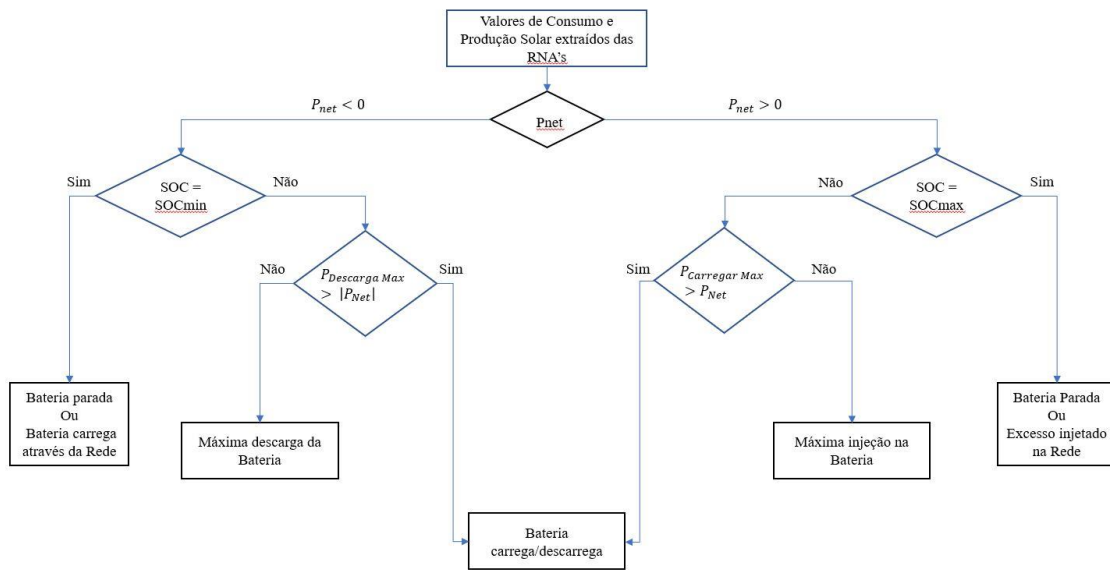 Valores de Consumo e
Produção Solar extraídos das
RNA's
P_net < 0
P_net > 0
Pnet
Sim
SOC =
SOCmin
Não
Não
SOC =
SOCmax
Sim
Não
P_Descarga Max
> |P_Net|
Sim
Sim
P_Carregar Max
> P_Net
Não
Bateria parada
Ou
Bateria carrega
através da Rede
Máxima descarga da
Bateria
Máxima injeção na
Bateria
Bateria Parada
Ou
Excesso injetado
na Rede
Bateria
carrega/descarrega